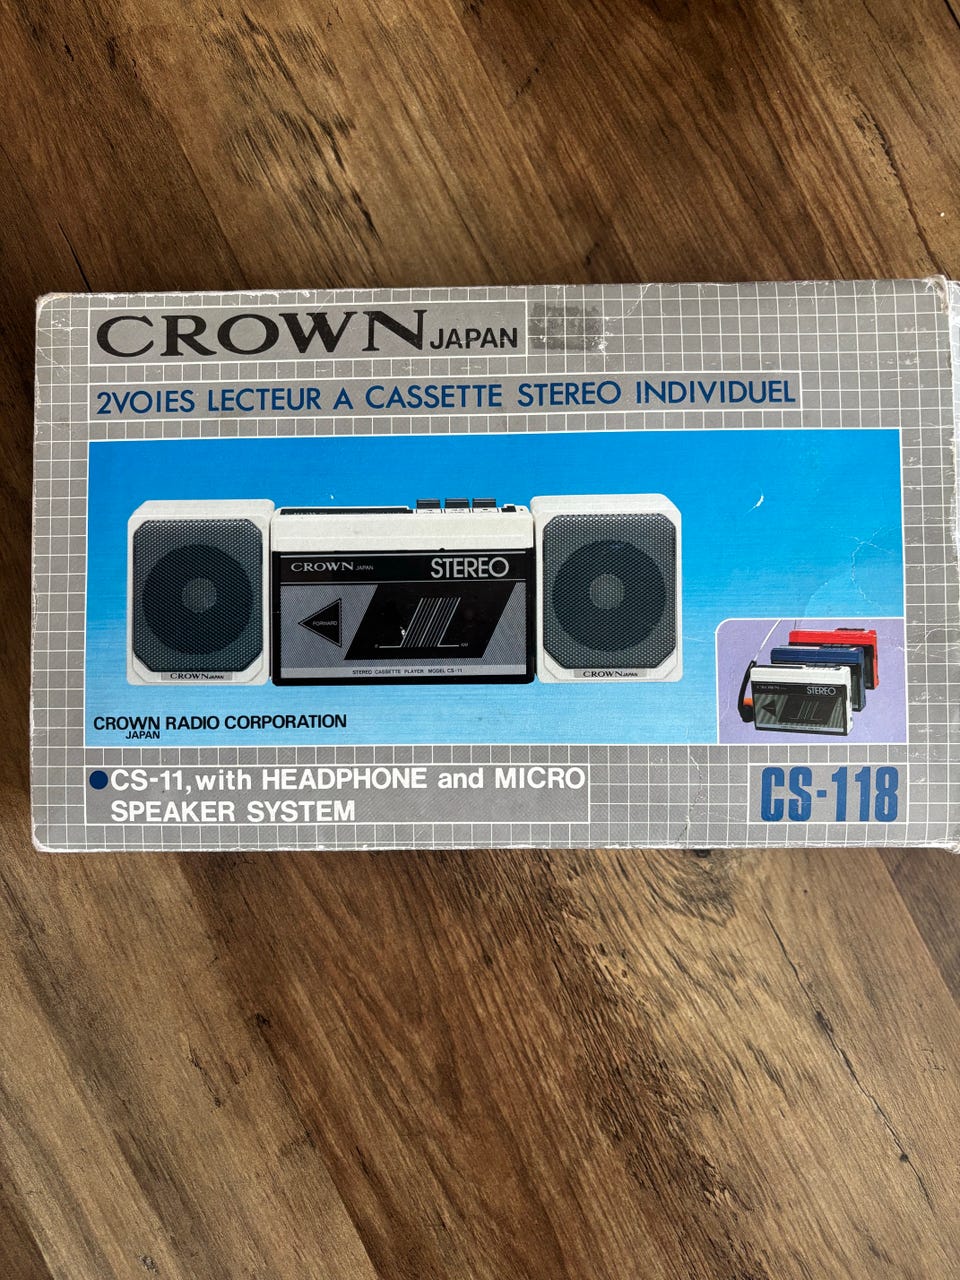 CROWN JAPAN
2VOIES LECTEUR A CASSETTE STEREO INDIVIDUEL
CROWN JAPAN STEREO
FORWARD
STEREO CASSETTE PLAYER MODEL CS-11
CROWN JAPAN
CROWN JAPAN
STEREO
CROWN JAPAN RADIO CORPORATION
●CS-11, with HEADPHONE and MICRO
SPEAKER SYSTEM
CS-118